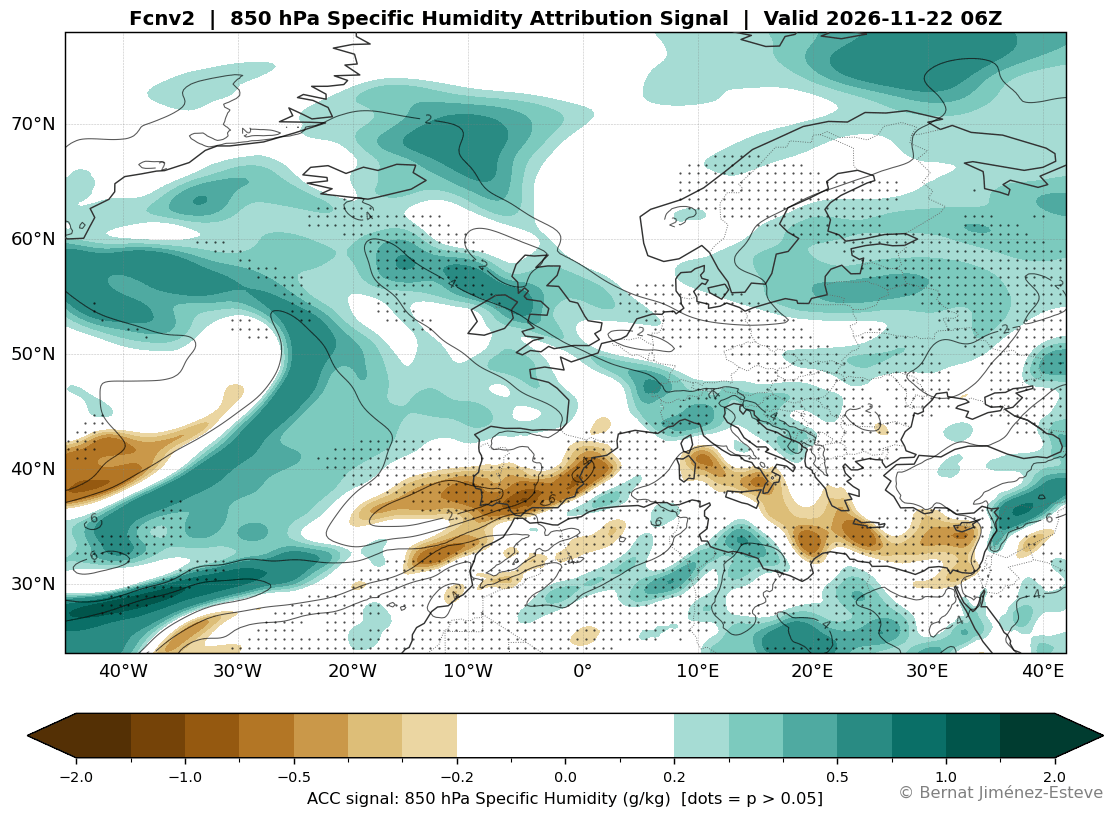 Fcnv2 | 850 hPa Specific Humidity Attribution Signal | Valid 2026-11-22 06Z
70°N
60°N
50°N
40°N
30°N
40°W 30°W 20°W 10°W 0° 10°E 20°E 30°E 40°E
−2.0 −1.0 −0.5 −0.2 0.0 0.2 0.5 1.0 2.0
ACC signal: 850 hPa Specific Humidity (g/kg) [dots = p > 0.05]
© Bernat Jiménez-Esteve